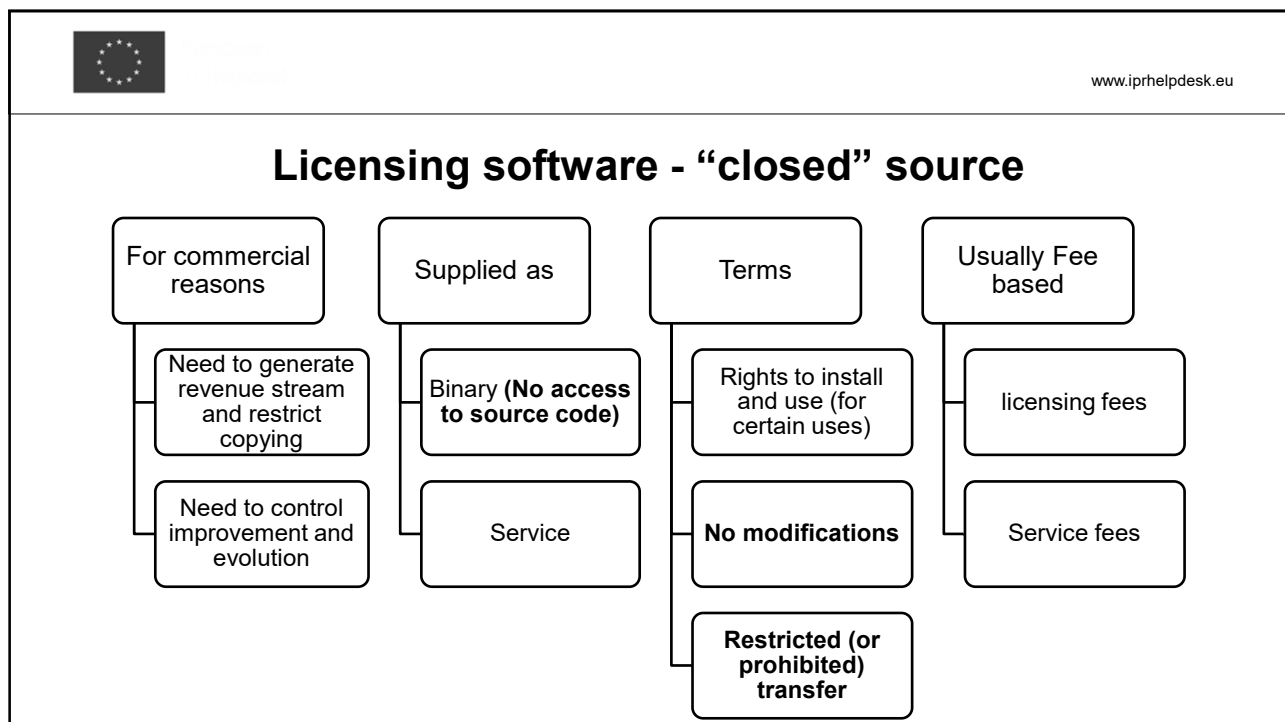 www.iprhelpdesk.eu
Licensing software - “closed” source
For commercial
reasons
Need to generate
revenue stream
and restrict
copying
Need to control
improvement and
evolution
Supplied as
Binary (No access
to source code)
Service
Terms
Rights to install
and use (for
certain uses)
No modifications
Restricted (or
prohibited)
transfer
Usually Fee
based
licensing fees
Service fees